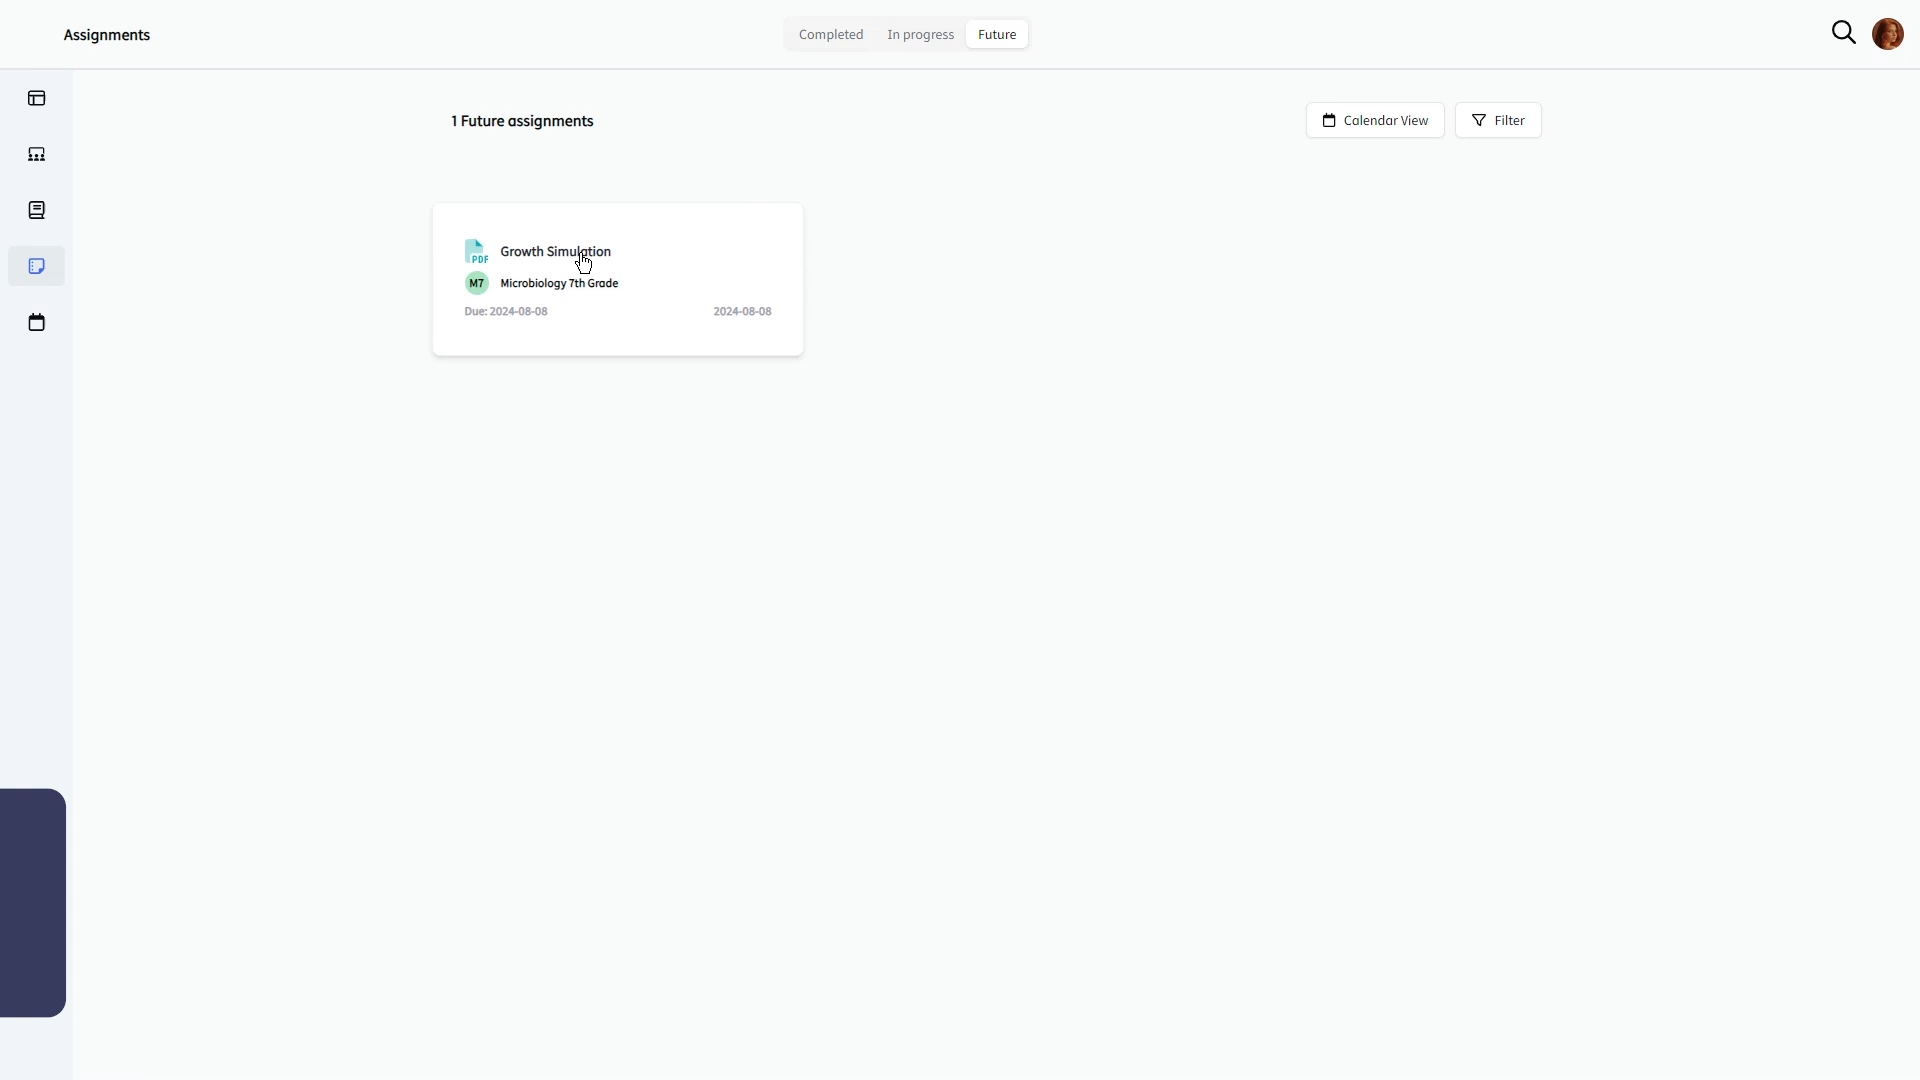 Assignments
Completed
In progress
Future
1 Future assignments
Calendar View
Filter
PDF
Growth Simulation
M7
Microbiology 7th Grade
Due: 2024-08-08
2024-08-08